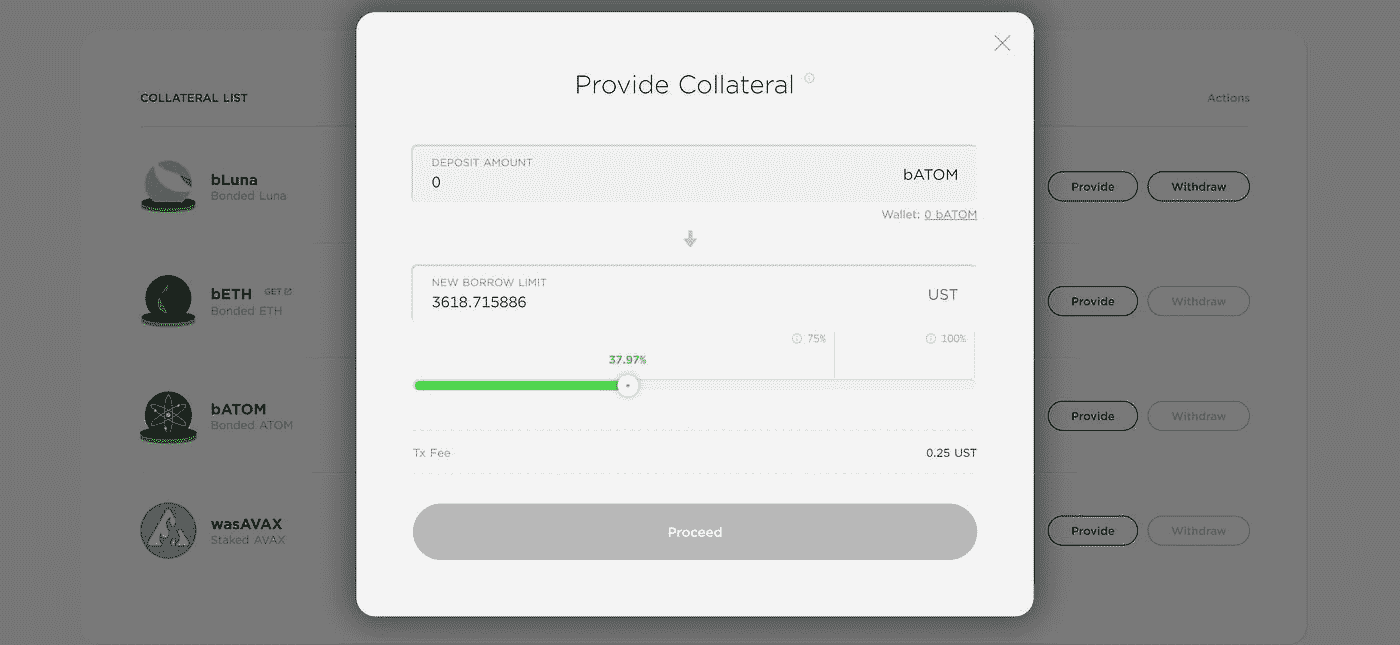 Provide Collateral
DEPOSIT AMOUNT
0
bATOM
Wallet: 0 bATOM
NEW BORROW LIMIT
3618.715886
UST
75%
100%
37.97%
Tx Fee
0.25 UST
Proceed
COLLATERAL LIST
Actions
bLuna
Bonded Luna
Provide
Withdraw
bETH GET
Bonded ETH
Provide
Withdraw
bATOM
Bonded ATOM
Provide
Withdraw
wasAVAX
Staked AVAX
Provide
Withdraw